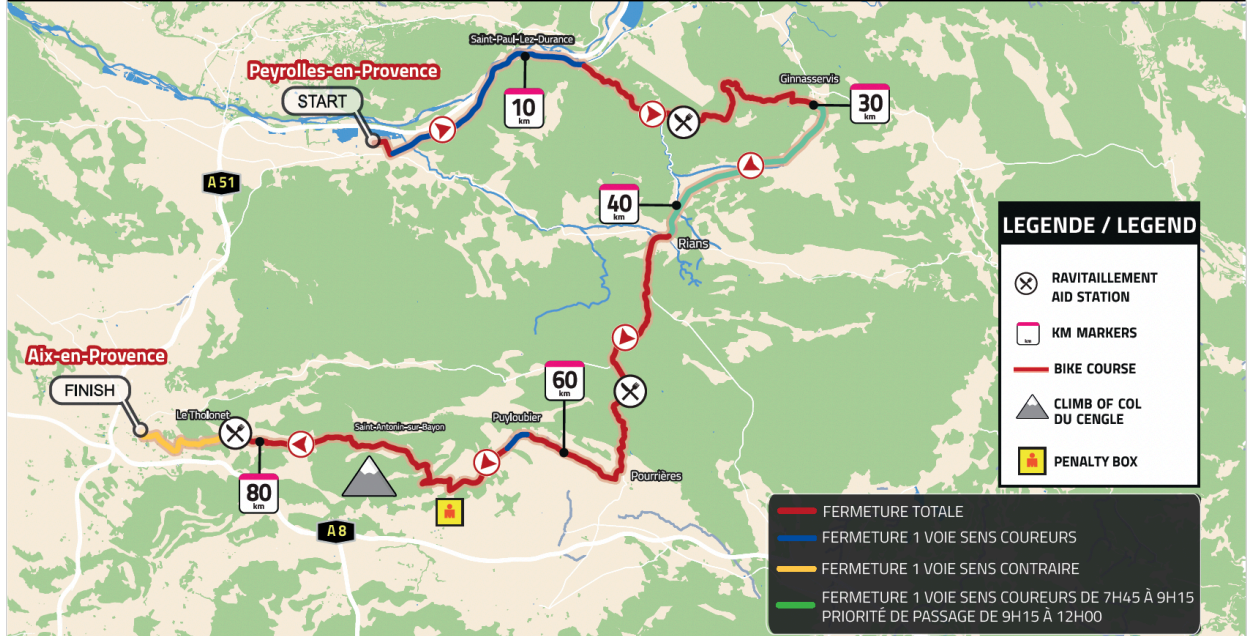 Saint-Paul-Lez-Durance
Peyrolles-en-Provence
START
10
km
Ginnasservis
30
km
A 51
40
km
Rians
LEGENDE / LEGEND
RAVITAILLEMENT
AID STATION
km
KM MARKERS
BIKE COURSE
CLIMB OF COL
DU CENGLE
PENALTY BOX
Aix-en-Provence
FINISH
60
km
Le Tholonet
Saint-Antonin-sur-Bayon
Puyloubier
Pourrières
80
km
A 8
FERMETURE TOTALE
FERMETURE 1 VOIE SENS COUREURS
FERMETURE 1 VOIE SENS CONTRAIRE
FERMETURE 1 VOIE SENS COUREURS DE 7H45 À 9H15
PRIORITÉ DE PASSAGE DE 9H15 À 12H00